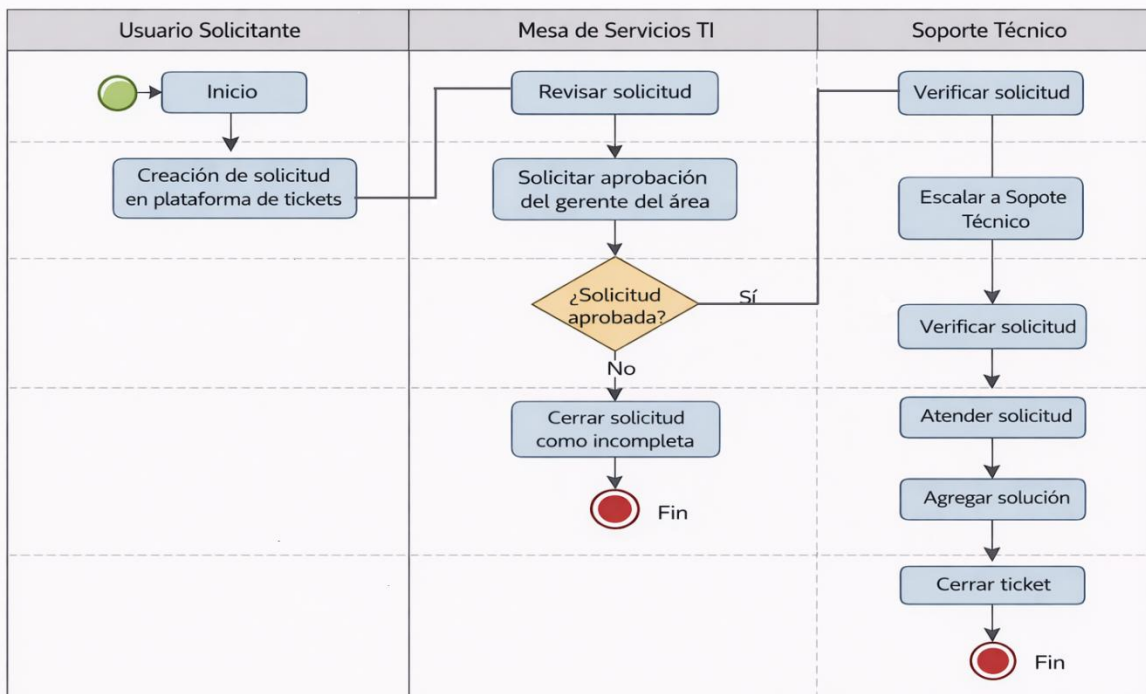 Usuario Solicitante
Mesa de Servicios TI
Soporte Técnico
Inicio
Creación de solicitud
en plataforma de tickets
Revisar solicitud
Solicitar aprobación
del gerente del área
¿Solicitud
aprobada?
Sí
No
Cerrar solicitud
como incompleta
Fin
Verificar solicitud
Escalar a Sopote
Técnico
Verificar solicitud
Atender solicitud
Agregar solución
Cerrar ticket
Fin